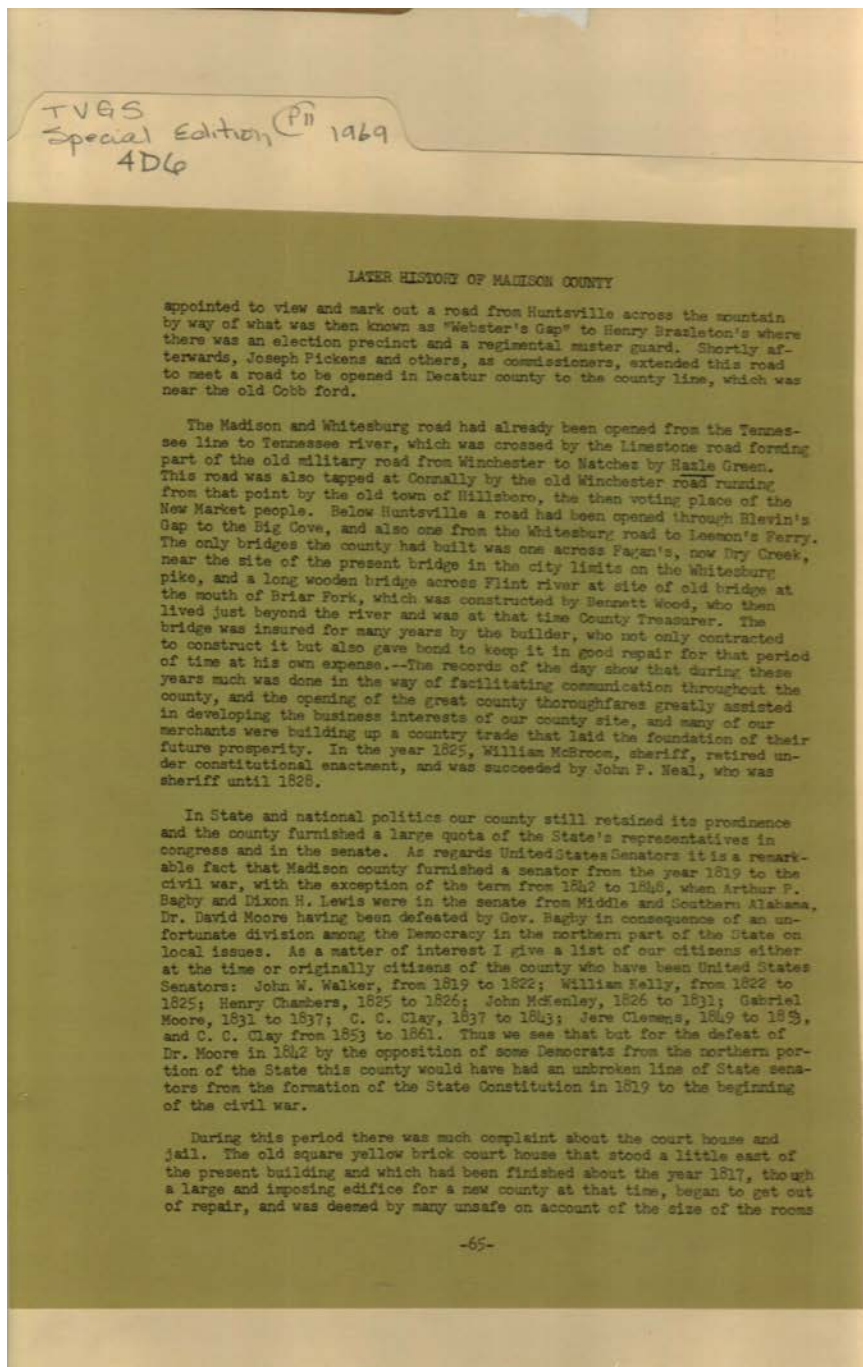 TVGS
Special Edition, PII 1969
4D6
LATER HISTORY OF MADISON COUNTY
appointed to view and mark out a road from Huntsville across the mountain
by way of what was then known as "Webster's Gap" to Henry Brazleton's where
there was an election precinct and a regimental muster guard. Shortly af-
terwards, Joseph Pickens and others, as commissioners, extended this road
to meet a road to be opened in Decatur county to the county line, which was
near the old Cobb ford.
The Madison and Whitesburg road had already been opened from the Tennes-
see line to Tennessee river, which was crossed by the Limestone road forming
part of the old military road from Winchester to Natchez by Hazle Green.
This road was also tapped at Connally by the old Winchester road running
from that point by the old town of Hillsboro, the then voting place of the
New Market people. Below Huntsville a road had been opened through Blevin's
Gap to the Big Cove, and also one from the Whitesburg road to Leemon's Ferry.
The only bridges the county had built was one across Fagan's, now Dry Creek,
near the site of the present bridge in the city limits on the Whitesburg
pike, and a long wooden bridge across Flint river at site of old bridge at
the mouth of Briar Fork, which was constructed by Bennett Wood, who then
lived just beyond the river and was at that time County Treasurer. The
bridge was insured for many years by the builder, who not only contracted
to construct it but also gave bond to keep it in good repair for that period
of time at his own expense.--The records of the day show that during these
years much was done in the way of facilitating communication throughout the
county, and the opening of the great county thoroughfares greatly assisted
in developing the business interests of our county site, and many of our
merchants were building up a country trade that laid the foundation of their
future prosperity. In the year 1825, William McBroom, sheriff, retired un-
der constitutional enactment, and was succeeded by John P. Neal, who was
sheriff until 1828.
In State and national politics our county still retained its prominence
and the county furnished a large quota of the State's representatives in
congress and in the senate. As regards United States Senators it is a remark-
able fact that Madison county furnished a senator from the year 1819 to the
civil war, with the exception of the term from 1842 to 1848, when Arthur P.
Bagby and Dixon H. Lewis were in the senate from Middle and Southern Alabama,
Dr. David Moore having been defeated by Gov. Bagby in consequence of an un-
fortunate division among the Democracy in the northern part of the State on
local issues. As a matter of interest I give a list of our citizens either
at the time or originally citizens of the county who have been United States
Senators: John W. Walker, from 1819 to 1822; William Kelly, from 1822 to
1825; Henry Chambers, 1825 to 1826; John McKenley, 1826 to 1831; Gabriel
Moore, 1831 to 1837; C. C. Clay, 1837 to 1843; Jere Clemens, 1849 to 1853,
and C. C. Clay from 1853 to 1861. Thus we see that but for the defeat of
Dr. Moore in 1842 by the opposition of some Democrats from the northern por-
tion of the State this county would have had an unbroken line of State sena-
tors from the formation of the State Constitution in 1819 to the beginning
of the civil war.
During this period there was much complaint about the court house and
jail. The old square yellow brick court house that stood a little east of
the present building and which had been finished about the year 1817, though
a large and imposing edifice for a new county at that time, began to get out
of repair, and was deemed by many unsafe on account of the size of the rooms
-65-